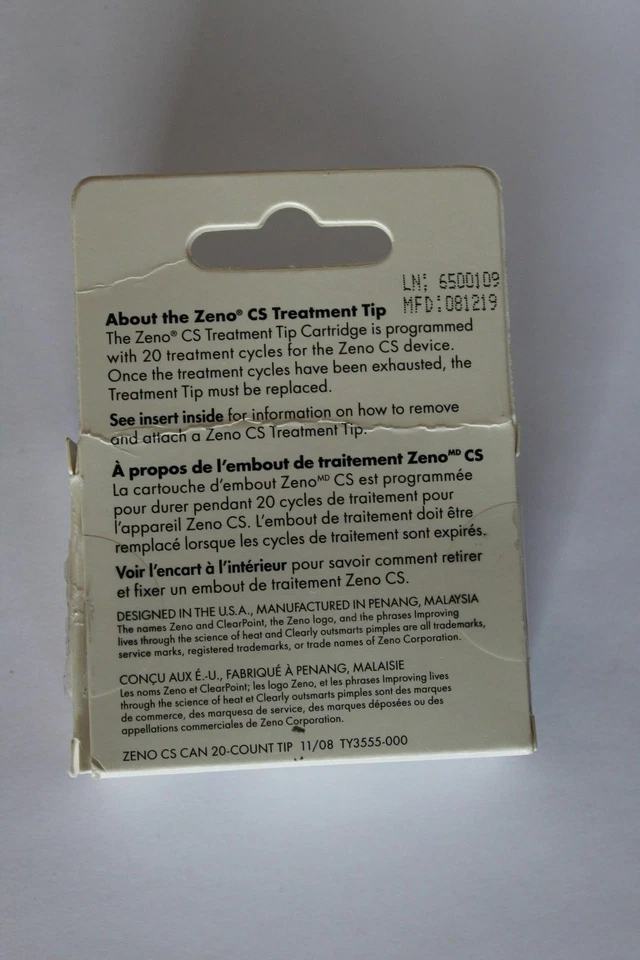 LN: 6500109
MFD:081219
About the Zeno® CS Treatment Tip
The Zeno® CS Treatment Tip Cartridge is programmed
with 20 treatment cycles for the Zeno CS device.
Once the treatment cycles have been exhausted, the
Treatment Tip must be replaced.
See insert inside for information on how to remove
and attach a Zeno CS Treatment Tip.
À propos de l'embout de traitement Zenoᴹᴰ CS
La cartouche d'embout Zenoᴹᴰ CS est programmée
pour durer pendant 20 cycles de traitement pour
l'appareil Zeno CS. L'embout de traitement doit être
remplacé lorsque les cycles de traitement sont expirés.
Voir l'encart à l'intérieur pour savoir comment retirer
et fixer un embout de traitement Zeno CS.
DESIGNED IN THE U.S.A., MANUFACTURED IN PENANG, MALAYSIA
The names Zeno and ClearPoint, the Zeno logo, and the phrases Improving
lives through the science of heat and Clearly outsmarts pimples are all trademarks,
service marks, registered trademarks, or trade names of Zeno Corporation.
CONÇU AUX É.-U., FABRIQUÉ À PENANG, MALAISIE
Les noms Zeno et ClearPoint; les logo Zeno, et les phrases Improving lives
through the science of heat et Clearly outsmarts pimples sont des marques
de commerce, des marquesa de service, des marques déposées ou des
appellations commerciales de Zeno Corporation.
ZENO CS CAN 20-COUNT TIP 11/08 TY3555-000